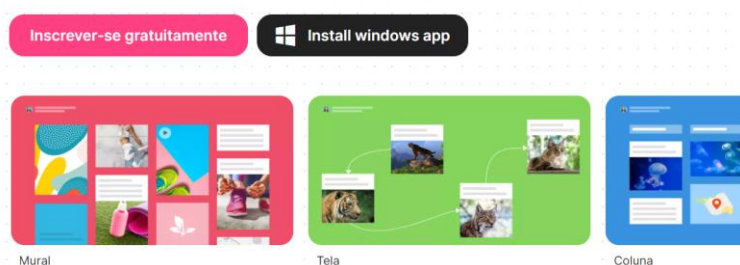 Inscrever-se gratuitamente
Install windows app
Mural
Tela
Coluna